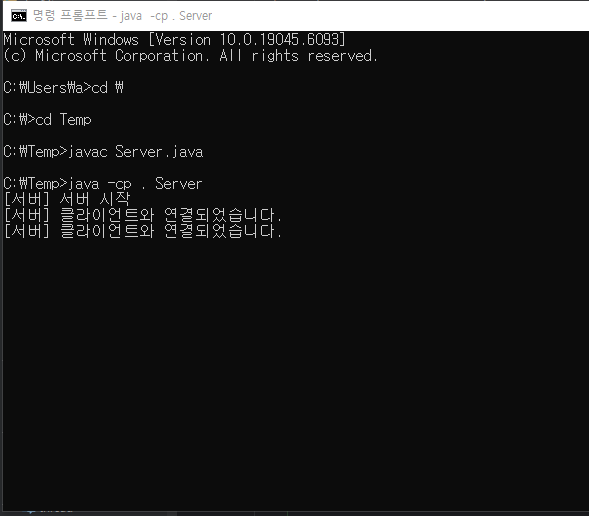 명령 프롬프트 - java -cp . Server
Microsoft Windows [Version 10.0.19045.6093]
(c) Microsoft Corporation. All rights reserved.
C:₩Users₩a>cd ₩
C:₩>cd Temp
C:₩Temp>javac Server.java
C:₩Temp>java -cp . Server
[서버] 서버 시작
[서버] 클라이언트와 연결되었습니다.
[서버] 클라이언트와 연결되었습니다.